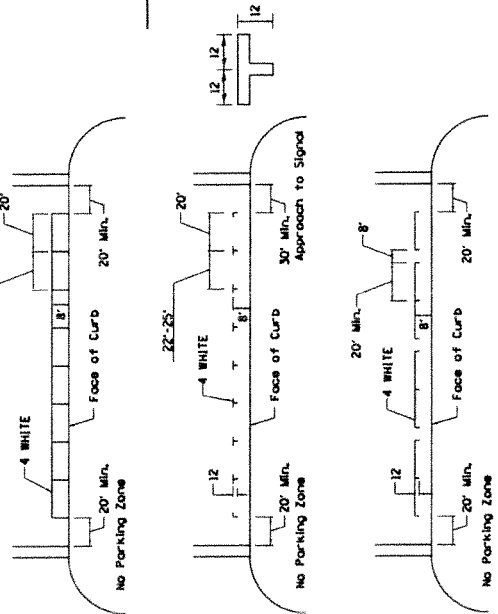 20'
4 WHITE
8'
20' Min.
20' Min.
Face of Curb
No Parking Zone
12
12
12
22'-25'
20'
4 WHITE
8'
12
20' Min.
30' Min.
Approach to Signal
Face of Curb
No Parking Zone
8'
20' Min.
4 WHITE
8'
12
20' Min.
20' Min.
Face of Curb
No Parking Zone